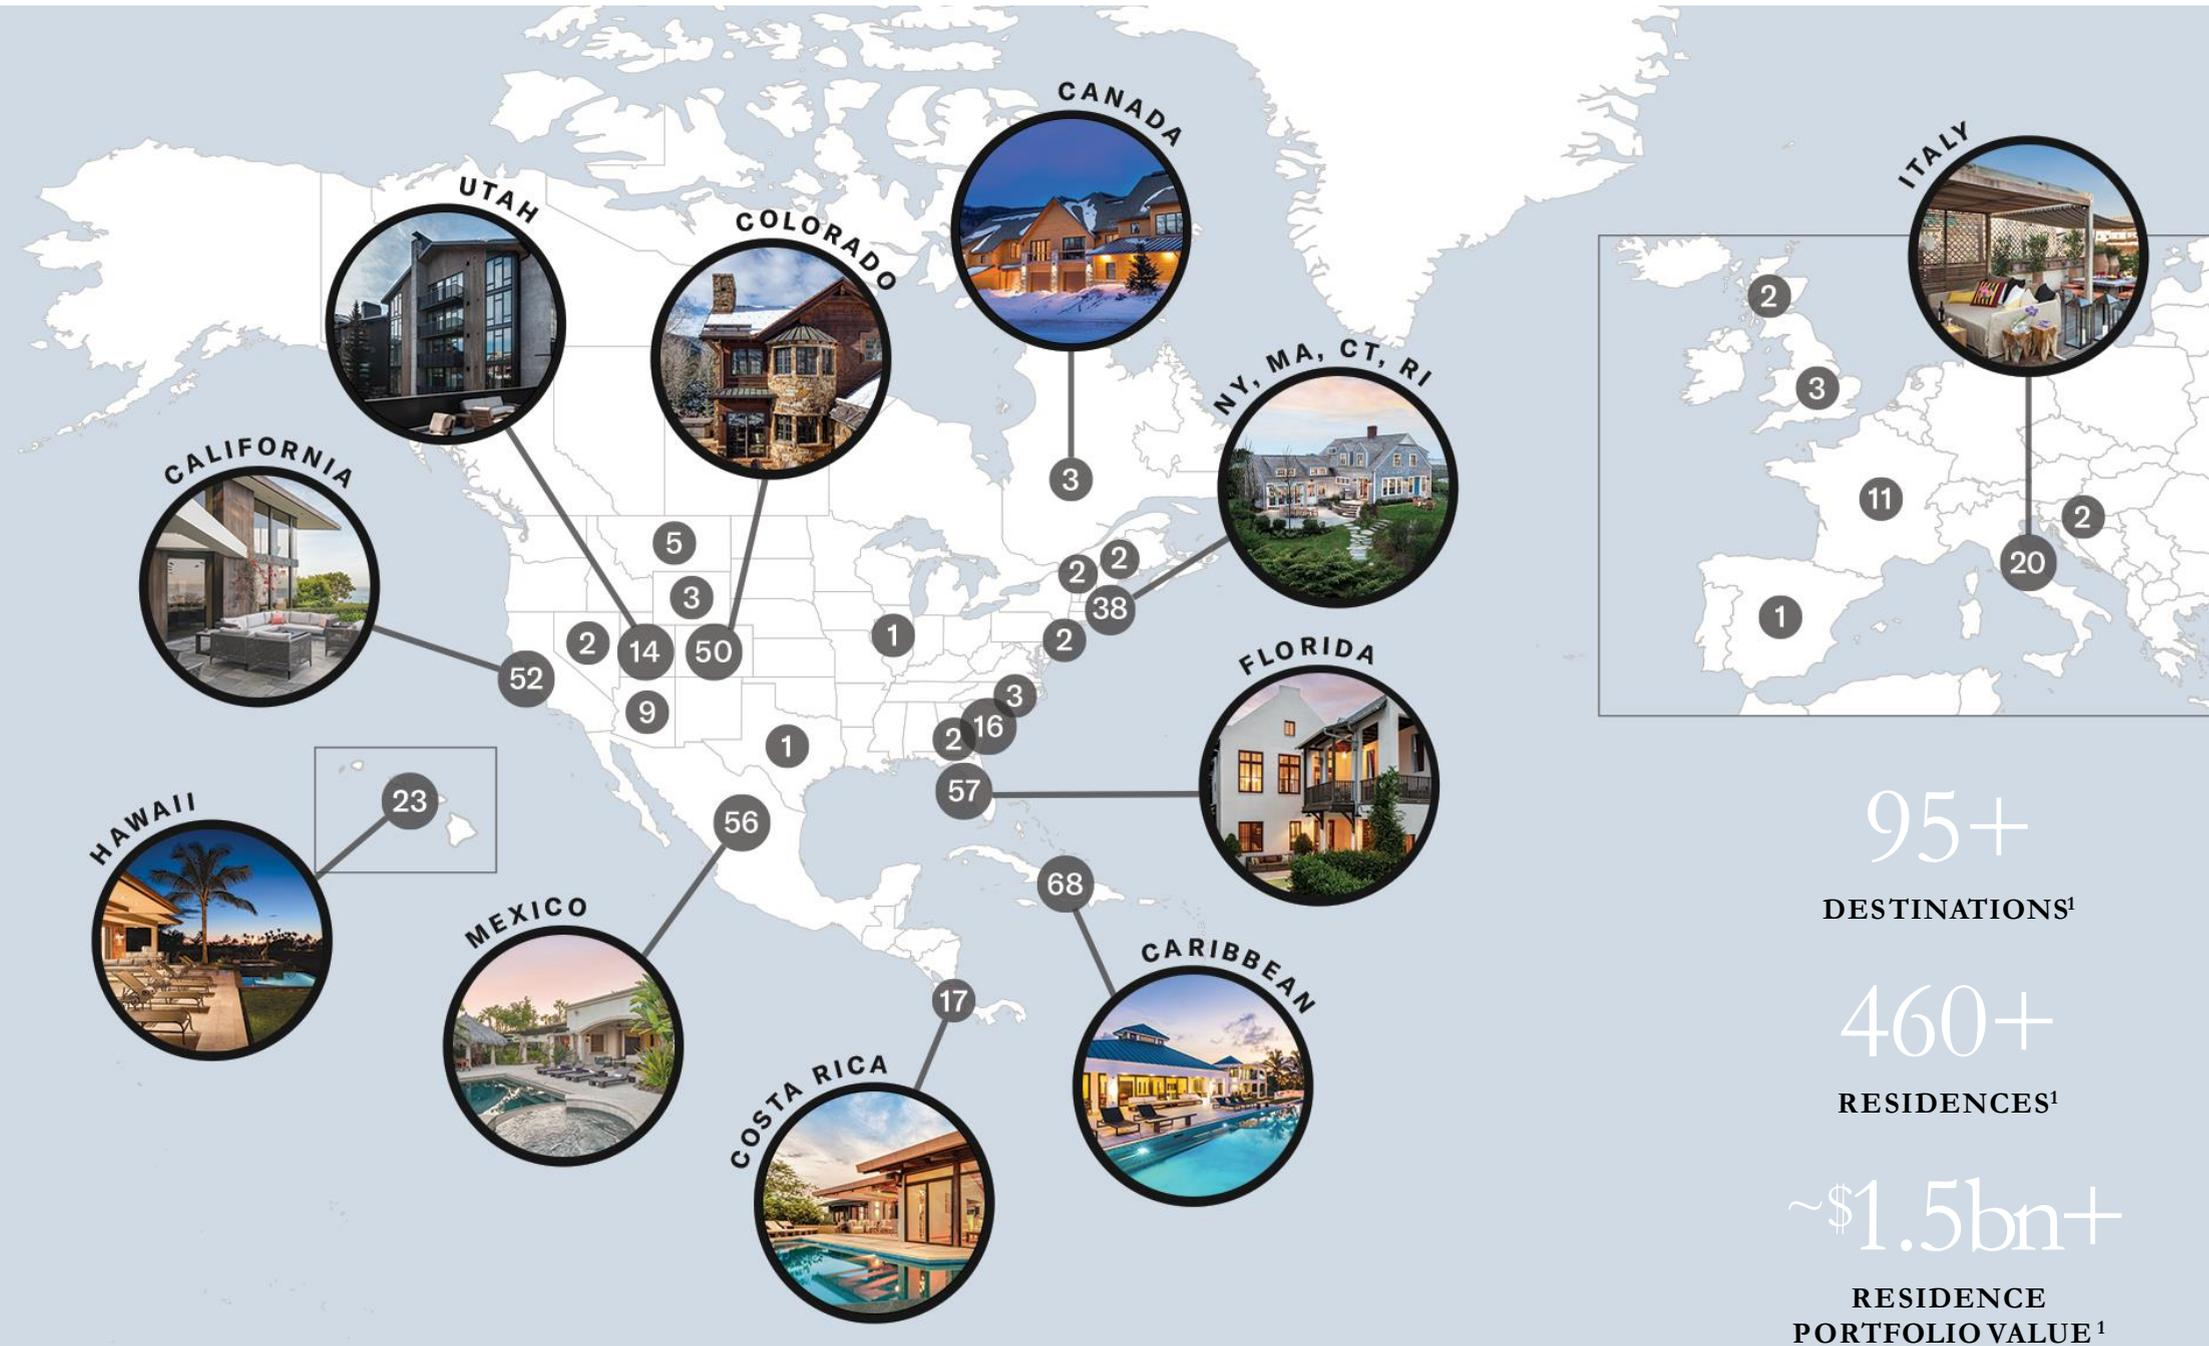 CANADA
ITALY
UTAH
COLORADO
2
NY, MA, CT, RI
3
CALIFORNIA
3
11
2
5
2
2
20
3
38
1
2
14
50
1
2
FLORIDA
52
9
3
16
2
1
57
23
56
HAWAII
95+
68
DESTINATIONS¹
MEXICO
CARIBBEAN
17
460+
COSTA RICA
RESIDENCES¹
~$1.5bn+
RESIDENCE
PORTFOLIO VALUE ¹